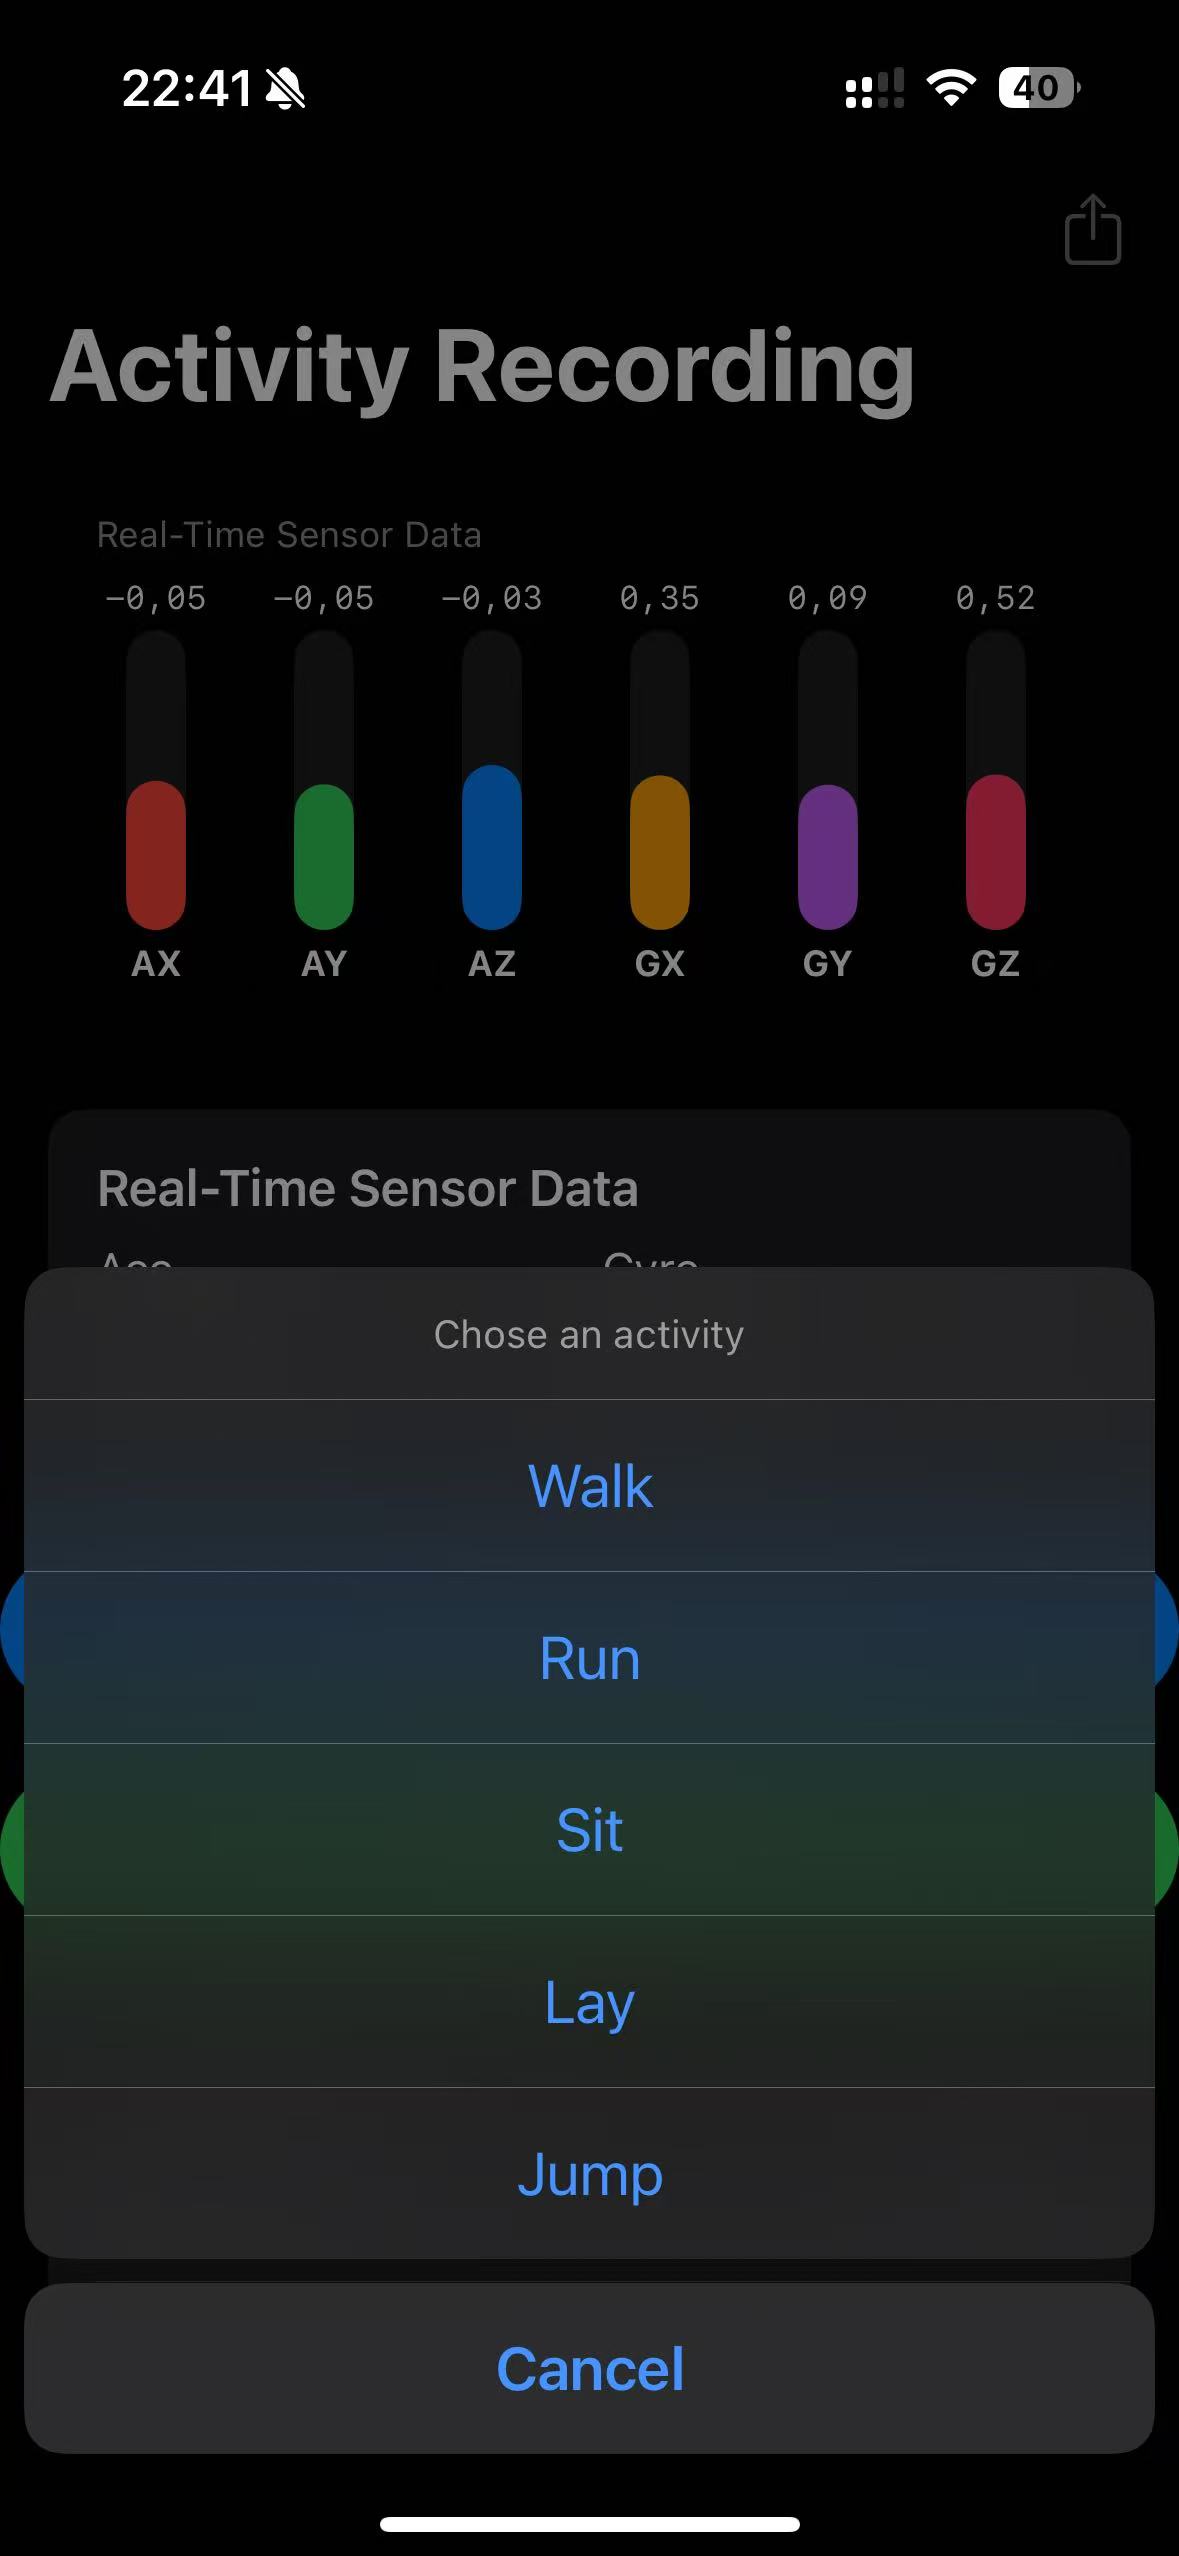 22:41
40
Activity Recording
Real-Time Sensor Data
−0,05 −0,05 −0,03 0,35 0,09 0,52
AX AY AZ GX GY GZ
Real-Time Sensor Data
Chose an activity
Walk
Run
Sit
Lay
Jump
Cancel